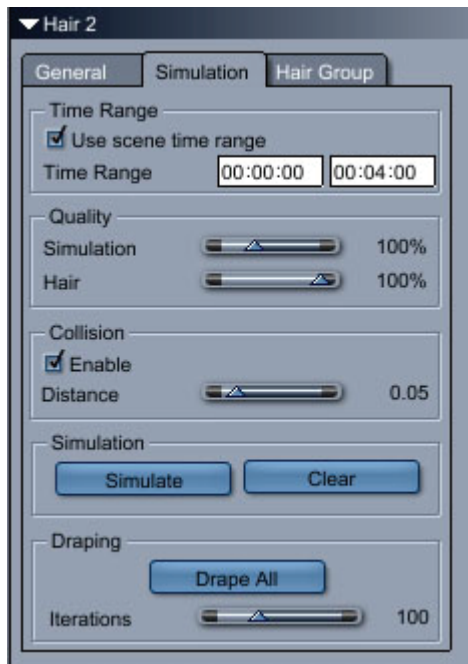 Hair 2
General Simulation Hair Group
Time Range
Use scene time range
Time Range 00:00:00 00:04:00
Quality
Simulation 100%
Hair 100%
Collision
Enable
Distance 0.05
Simulation
Simulate Clear
Draping
Drape All
Iterations 100